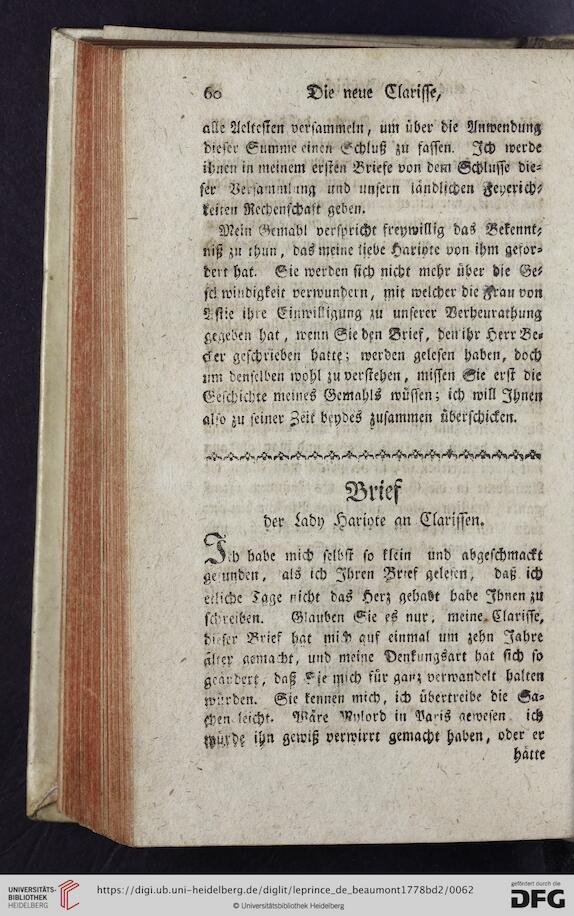 60 Die neue Clarisse,
alle Aeltesten versammeln, um über die Anwendung
dieser Summe einen Schluß zu fassen. Ich werde
ihnen in meinem ersten Briefe von dem Schlusse die-
ser Versammlung und unsern ländlichen Feyerich-
keiten Rechenschaft geben.
Mein Gemahl verspricht freywillig das Bekennt-
niß zu thun, das meine liebe Hariote von ihm gefor-
dert hat. Sie werden sich nicht mehr über die Ge-
schwindigkeit verwundern, mit welcher die Frau von
ihre Einwilligung zu unserer Verheurathung
gegeben hat, wenn Sie den Brief, den ihr Herr Be-
cker geschrieben hatte; werden gelesen haben, doch
um denselben wohl zu verstehen, missen Sie erst die
Geschichte meines Gemahls wüssen; ich will Ihnen
also zu seiner Zeit beydes zusammen überschicken.
Brief
der Lady Hariote an Clarissen.
Ich habe mich selbst so klein und abgeschmackt
gefunden, als ich Ihren Brief gelesen, daß ich
etliche Tage nicht das Herz gehabt habe Ihnen zu
schreiben. Glauben Sie es nur, meine Clarisse,
dieser Brief hat mich auf einmal um zehn Jahre
älter gemacht, und meine Denkungsart hat sich so
geändert, daß Sie mich für ganz verwandelt halten
würden. Sie kennen mich, ich übertreibe die Sa-
chen leicht. Wäre Mylord in Paris gewesen ich
würde ihn gewiß verwirrt gemacht haben, oder er
hätte
UNIVERSITÄTS-
BIBLIOTHEK
HEIDELBERG
https://digi.ub.uni-heidelberg.de/diglit/leprince_de_beaumont1778bd2/0062
© Universitätsbibliothek Heidelberg
gefördert durch die
DFG